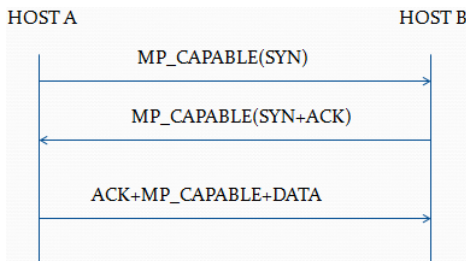 HOST A HOST B
MP_CAPABLE(SYN)
MP_CAPABLE(SYN+ACK)
ACK+MP_CAPABLE+DATA